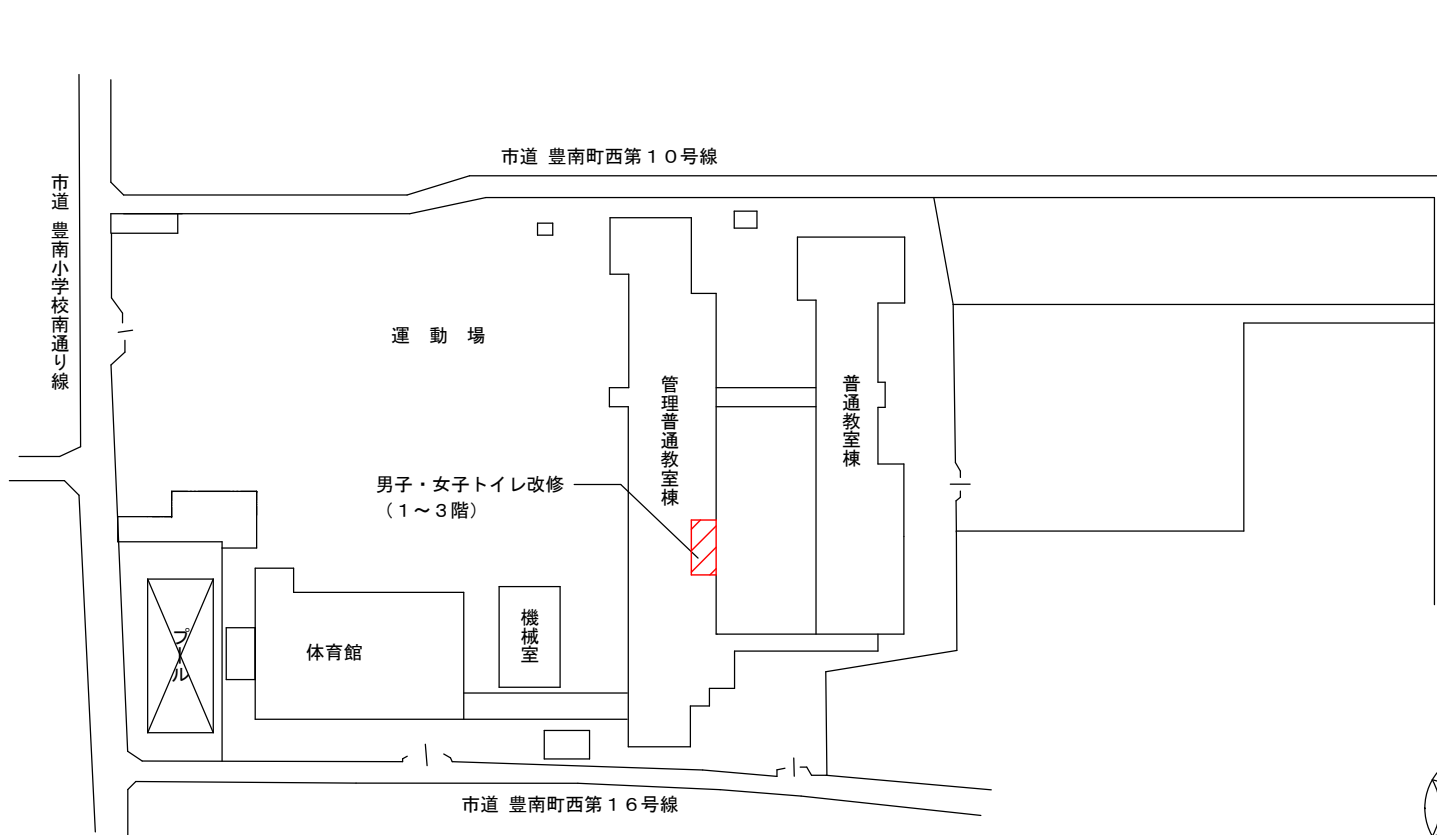 市道 豊南町西第１０号線
市道 豊南小学校南通り線
運　動　場
管理普通教室棟
普通教室棟
男子・女子トイレ改修
（１～３階）
機械室
プール
体育館
市道 豊南町西第１６号線